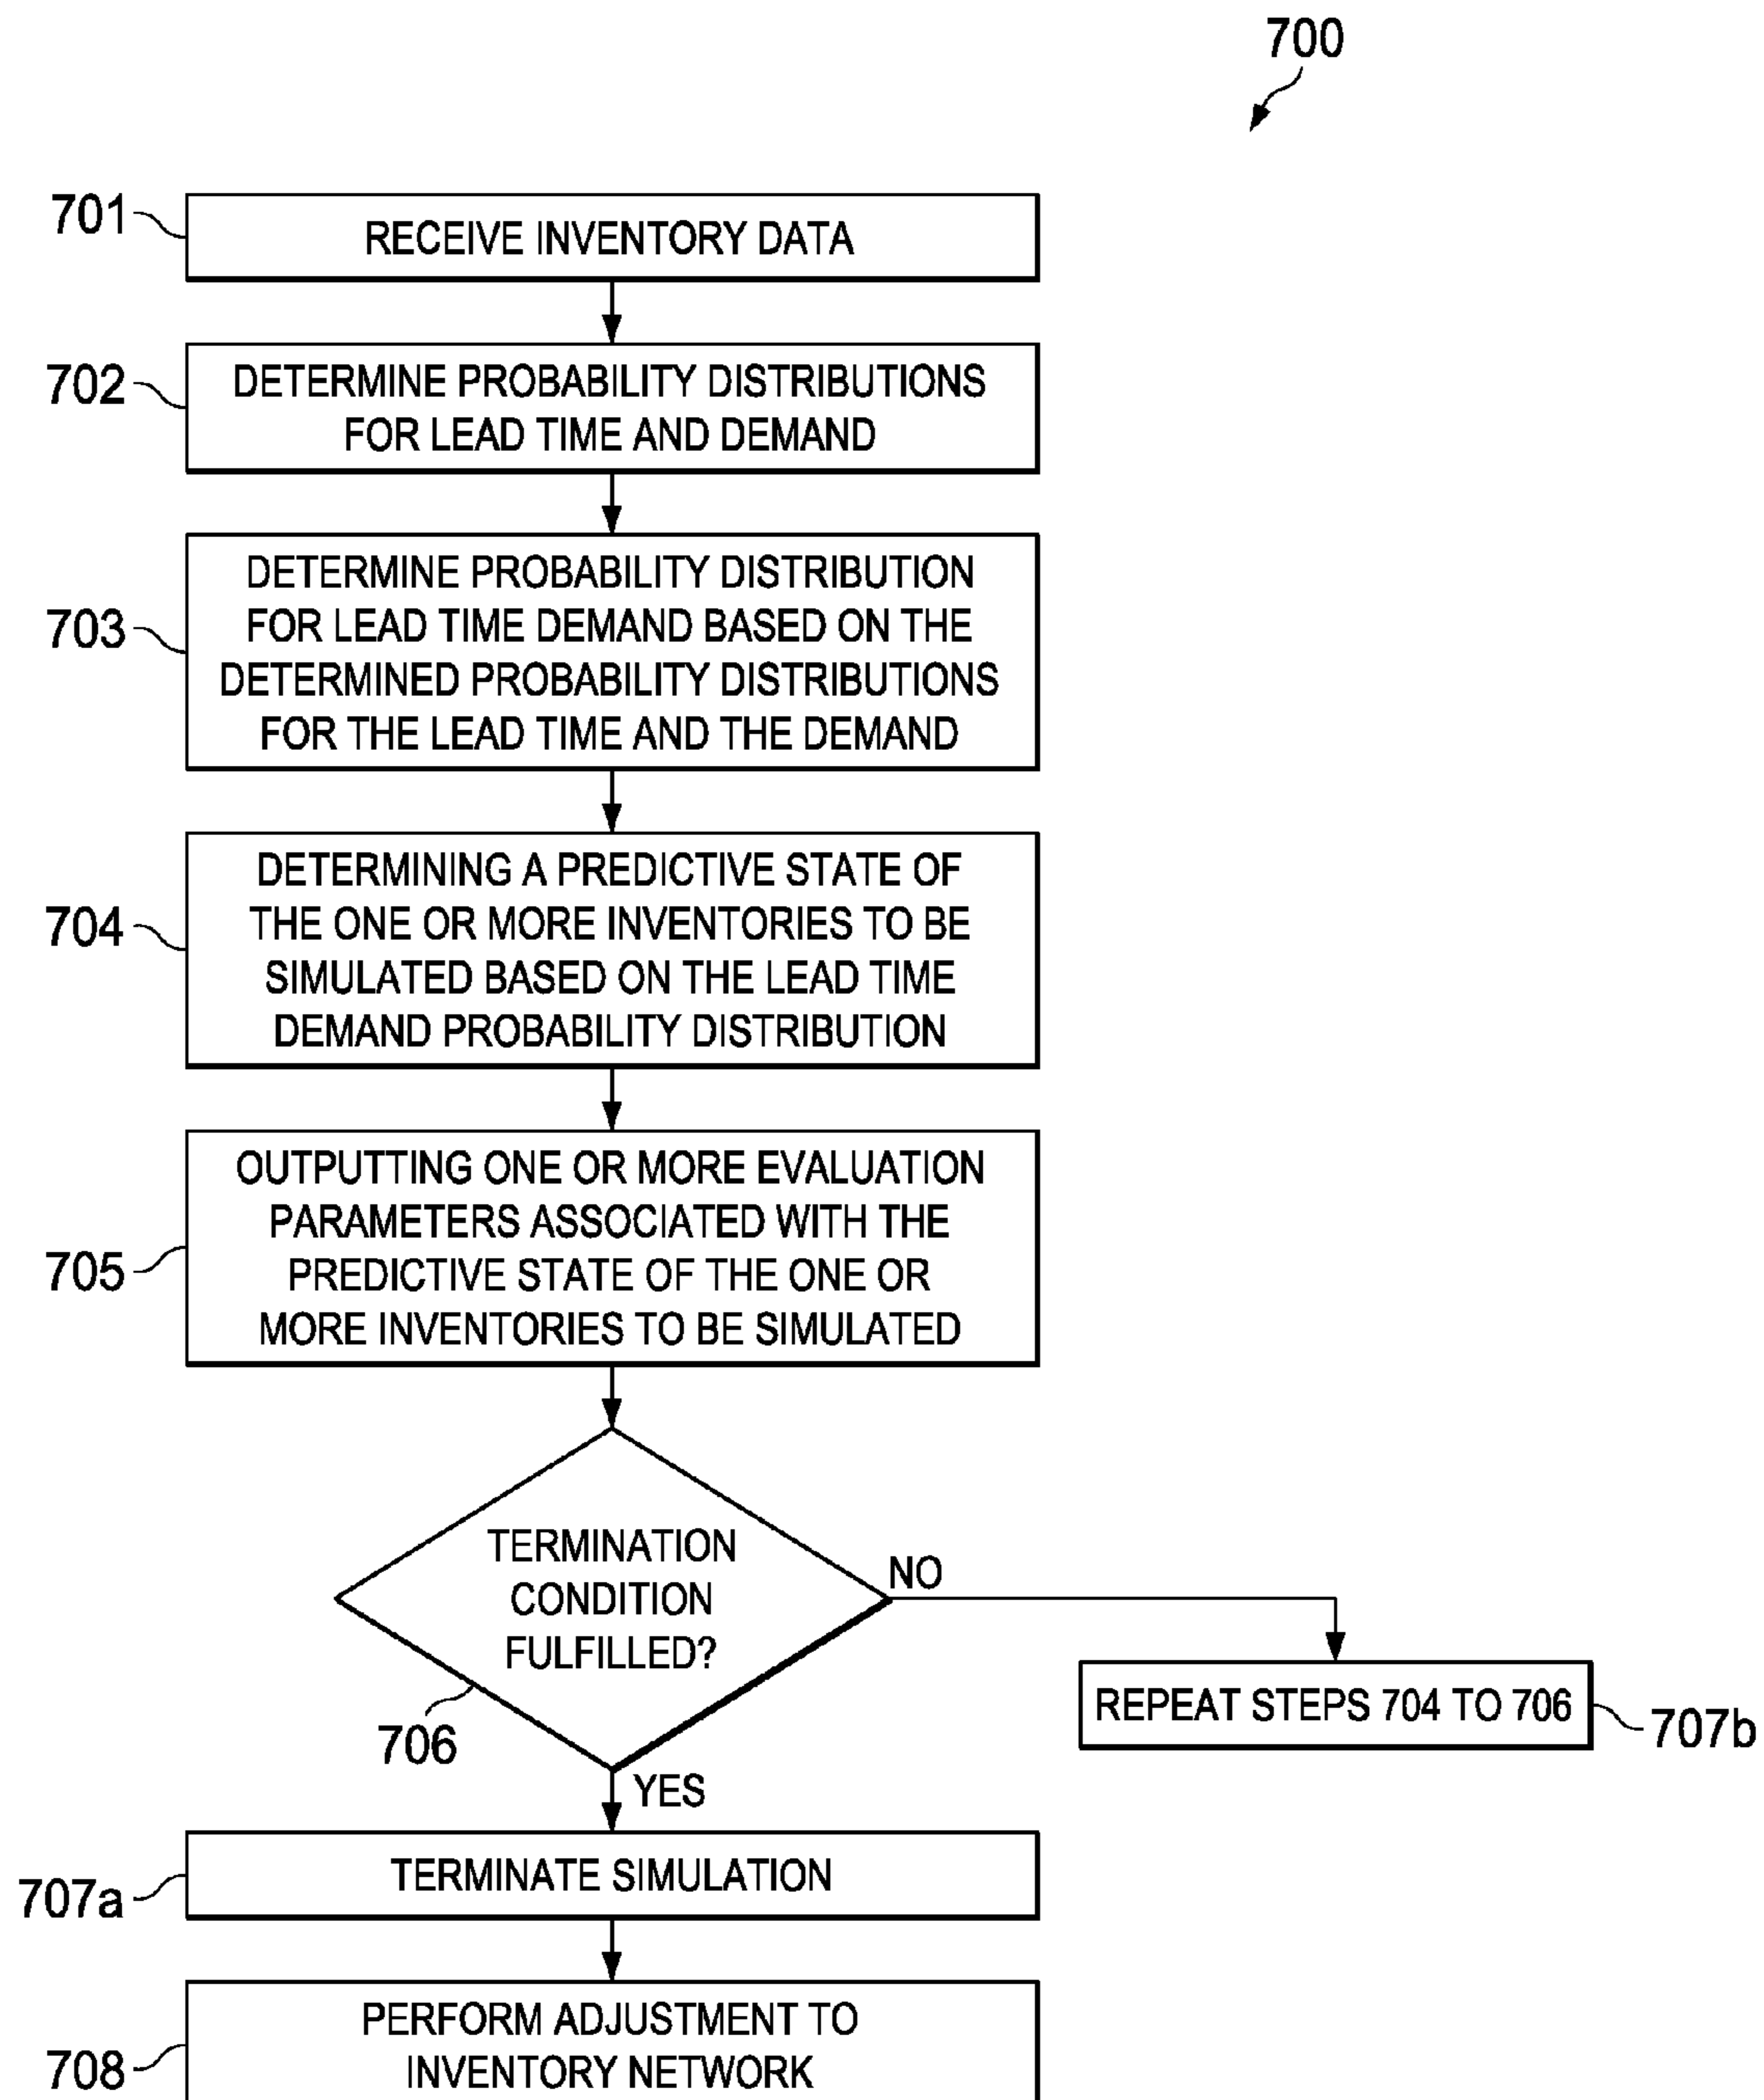 700
701
RECEIVE INVENTORY DATA
702
DETERMINE PROBABILITY DISTRIBUTIONS
FOR LEAD TIME AND DEMAND
703
DETERMINE PROBABILITY DISTRIBUTION
FOR LEAD TIME DEMAND BASED ON THE
DETERMINED PROBABILITY DISTRIBUTIONS
FOR THE LEAD TIME AND THE DEMAND
704
DETERMINING A PREDICTIVE STATE OF
THE ONE OR MORE INVENTORIES TO BE
SIMULATED BASED ON THE LEAD TIME
DEMAND PROBABILITY DISTRIBUTION
705
OUTPUTTING ONE OR MORE EVALUATION
PARAMETERS ASSOCIATED WITH THE
PREDICTIVE STATE OF THE ONE OR
MORE INVENTORIES TO BE SIMULATED
TERMINATION
CONDITION
FULFILLED?
706
NO
REPEAT STEPS 704 TO 706
707b
YES
707a
TERMINATE SIMULATION
708
PERFORM ADJUSTMENT TO
INVENTORY NETWORK